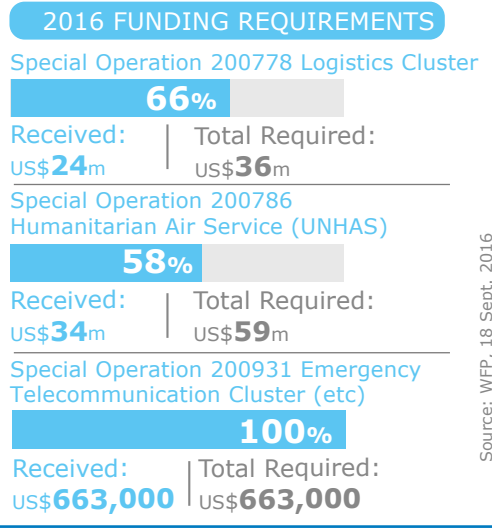 2016 FUNDING REQUIREMENTS
Special Operation 200778 Logistics Cluster
66%
Received: Total Required:
US$24m US$36m
Special Operation 200786
Humanitarian Air Service (UNHAS)
58%
Received: Total Required:
US$34m US$59m
Special Operation 200931 Emergency
Telecommunication Cluster (etc)
100%
Received: Total Required:
US$663,000 US$663,000
Source: WFP, 18 Sept, 2016